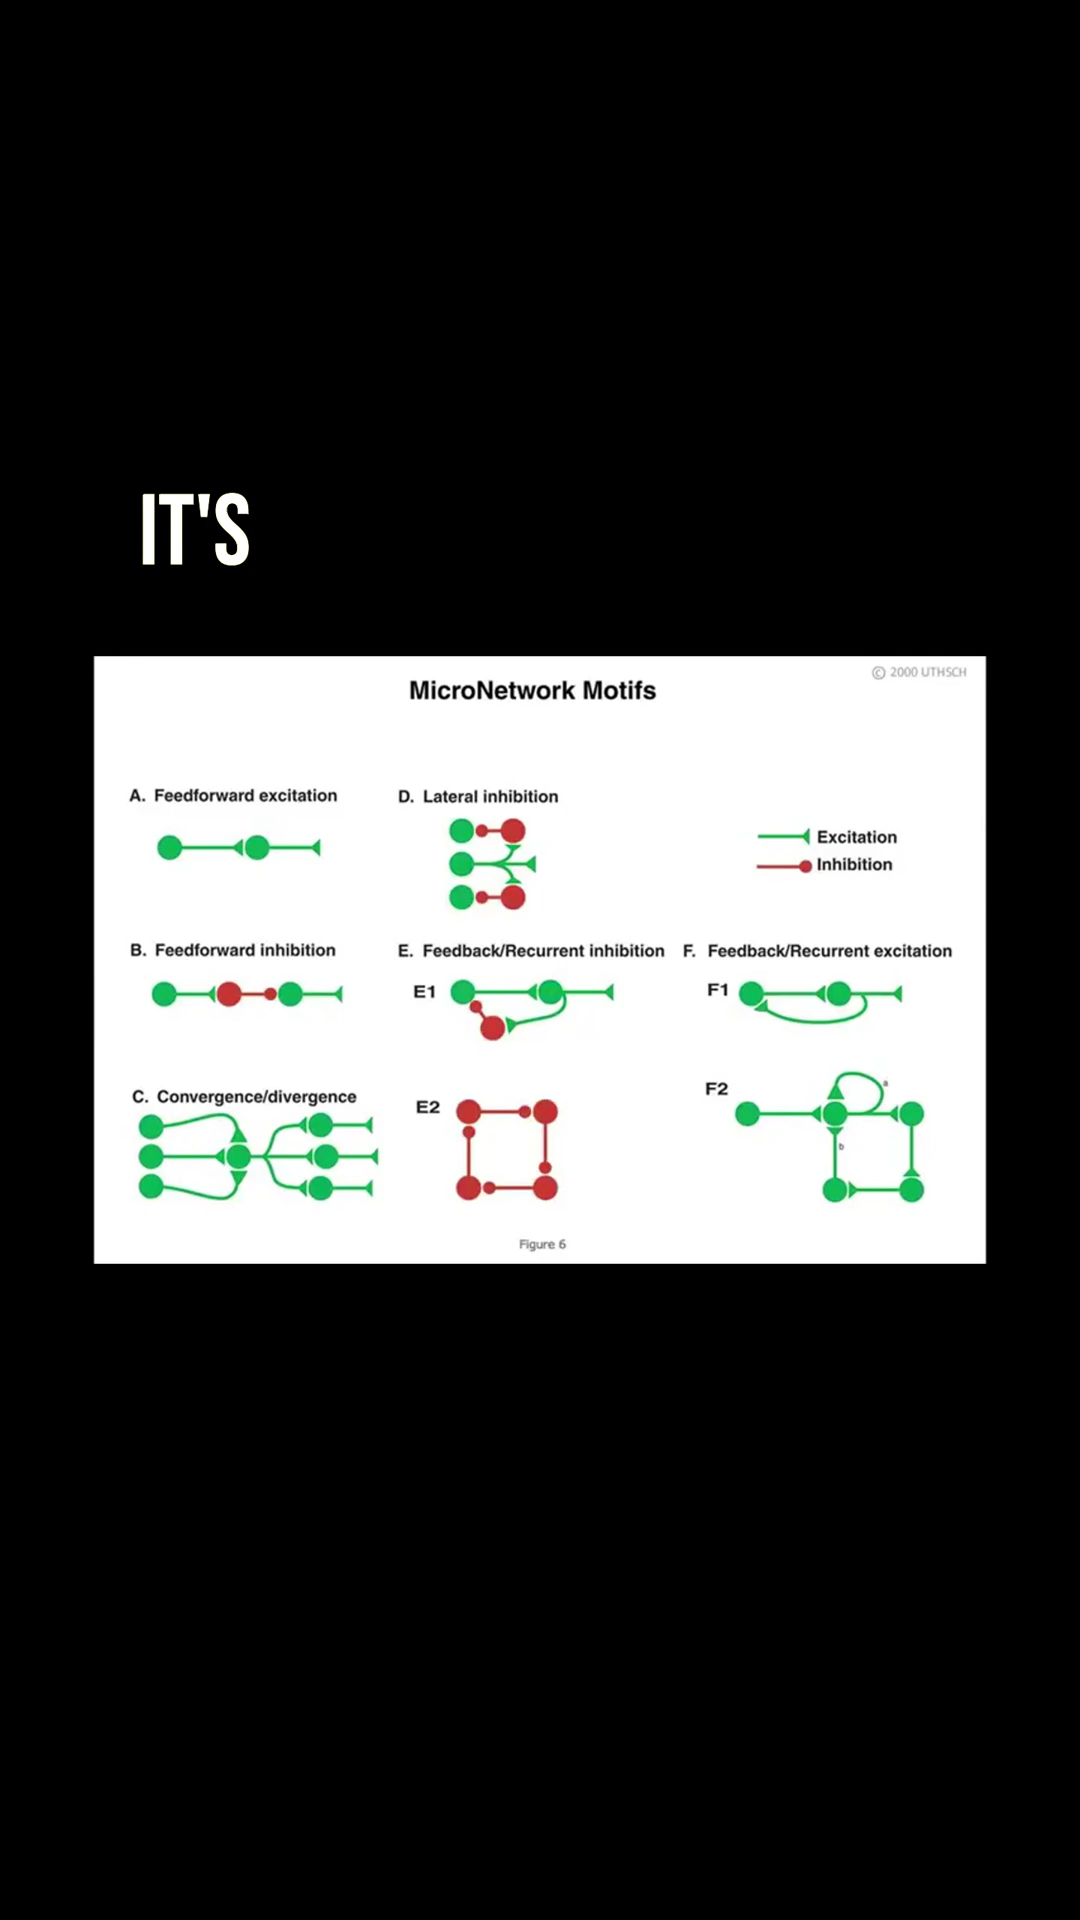 IT'S
© 2000 UTHSCH
MicroNetwork Motifs
A. Feedforward excitation
D. Lateral inhibition
Excitation
Inhibition
B. Feedforward inhibition
E. Feedback/Recurrent inhibition
F. Feedback/Recurrent excitation
E1
F1
C. Convergence/divergence
E2
F2
a
b
Figure 6